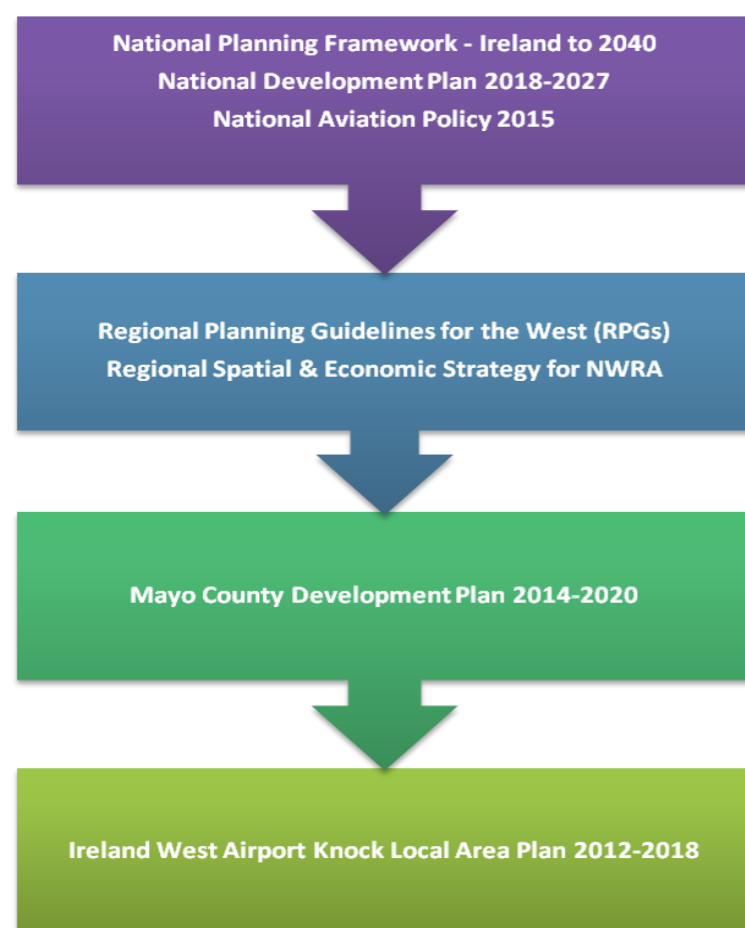 National Planning Framework - Ireland to 2040
National Development Plan 2018-2027
National Aviation Policy 2015
Regional Planning Guidelines for the West (RPGs)
Regional Spatial & Economic Strategy for NWRA
Mayo County Development Plan 2014-2020
Ireland West Airport Knock Local Area Plan 2012-2018